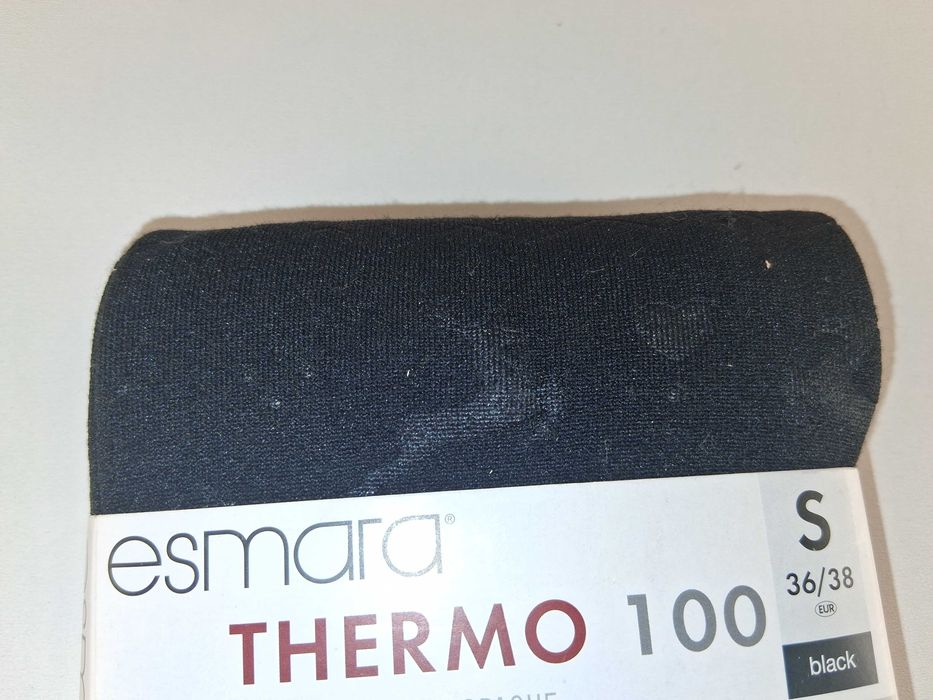 esmara®
THERMO 100
S
36/38
EUR
black